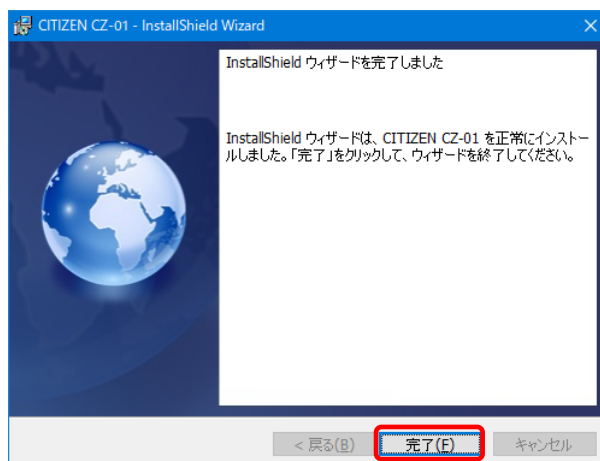 CITIZEN CZ-01 - InstallShield Wizard
InstallShield ウィザードを完了しました
InstallShield ウィザードは、CITIZEN CZ-01 を正常にインストー
ルしました。「完了」をクリックして、ウィザードを終了してください。
< 戻る(B)
完了(F)
キャンセル